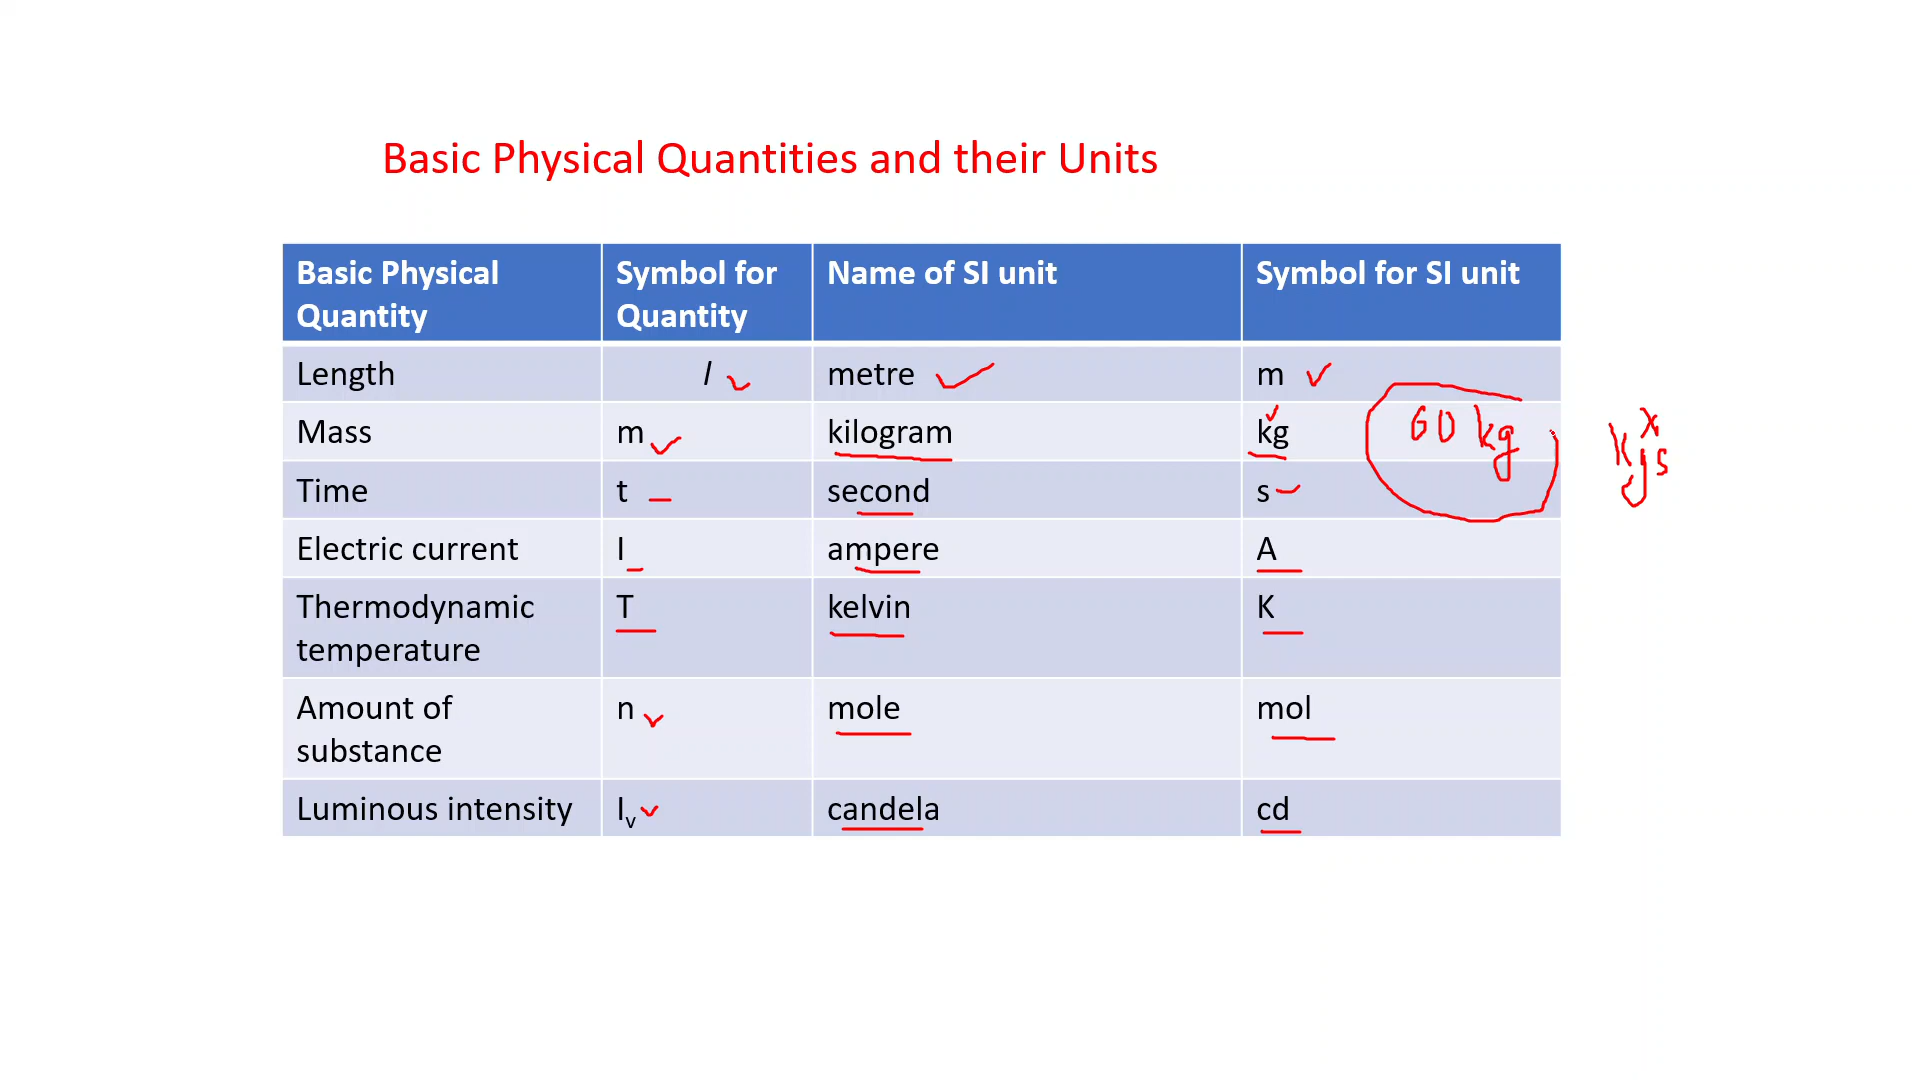 Basic Physical Quantities and their Units
Basic Physical Quantity Symbol for Quantity Name of SI unit Symbol for SI unit
Length l metre m
Mass m kilogram kg 60 kg kgs x
Time t second s
Electric current I ampere A
Thermodynamic temperature T kelvin K
Amount of substance n mole mol
Luminous intensity Iv candela cd